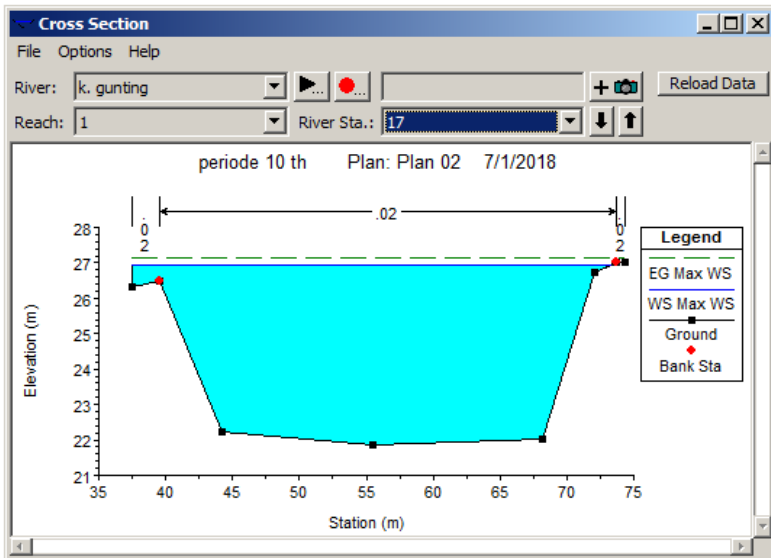 Cross Section
File Options Help
River: k. gunting
Reload Data
Reach: 1 River Sta.: 17
periode 10 th Plan: Plan 02 7/1/2018
.02
.02
.02
28
27
26
25
24
23
22
21
Elevation (m)
35 40 45 50 55 60 65 70 75
Station (m)
Legend
EG Max WS
WS Max WS
Ground
Bank Sta